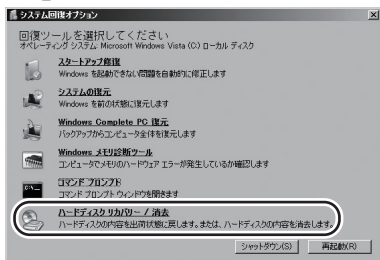 システム回復オプション
回復ツールを選択してください
オペレーティング システム: Microsoft Windows Vista (C:) ローカル ディスク
スタートアップ修復
Windows を起動できない問題を自動的に修正します
システムの復元
Windows を前の状態に復元します
Windows Complete PC 復元
バックアップからコンピュータ全体を復元します
Windows メモリ診断ツール
コンピュータでメモリのハードウェア エラーが発生しているか確認します
コマンド プロンプト
コマンド プロンプト ウィンドウを開きます
ハードディスク リカバリー / 消去
ハードディスクの内容を出荷状態に戻します。または、ハードディスクの内容を消去します。
シャットダウン(S)
再起動(R)